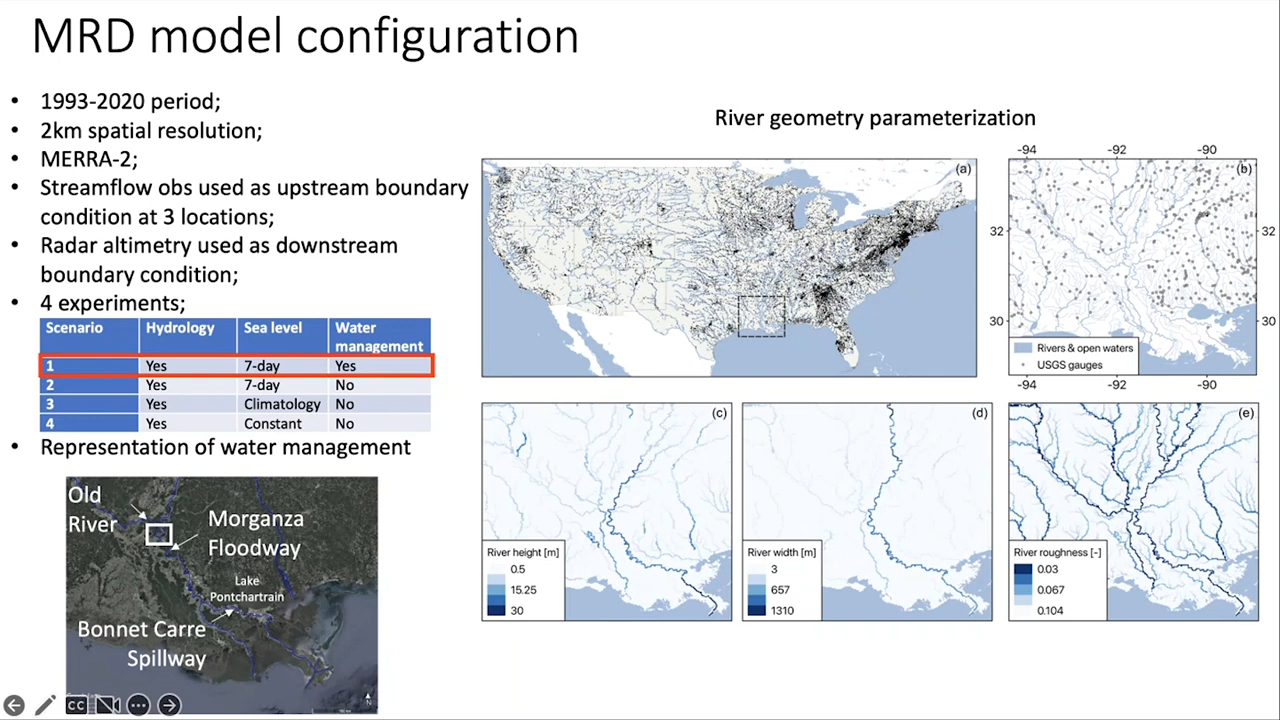 MRD model configuration
• 1993-2020 period;
• 2km spatial resolution;
• MERRA-2;
• Streamflow obs used as upstream boundary
condition at 3 locations;
• Radar altimetry used as downstream
boundary condition;
• 4 experiments;
Scenario Hydrology Sea level Water
management
1 Yes 7-day Yes
2 Yes 7-day No
3 Yes Climatology No
4 Yes Constant No
• Representation of water management
Old
River
Morganza
Floodway
Lake
Pontchartrain
Bonnet Carre
Spillway
N
CC
River geometry parameterization
(a)
-94 -92 -90
(b)
32 32
30 30
Rivers & open waters
USGS gauges
-94 -92 -90
(c)
River height [m]
0.5
15.25
30
(d)
River width [m]
3
657
1310
(e)
River roughness [-]
0.03
0.067
0.104